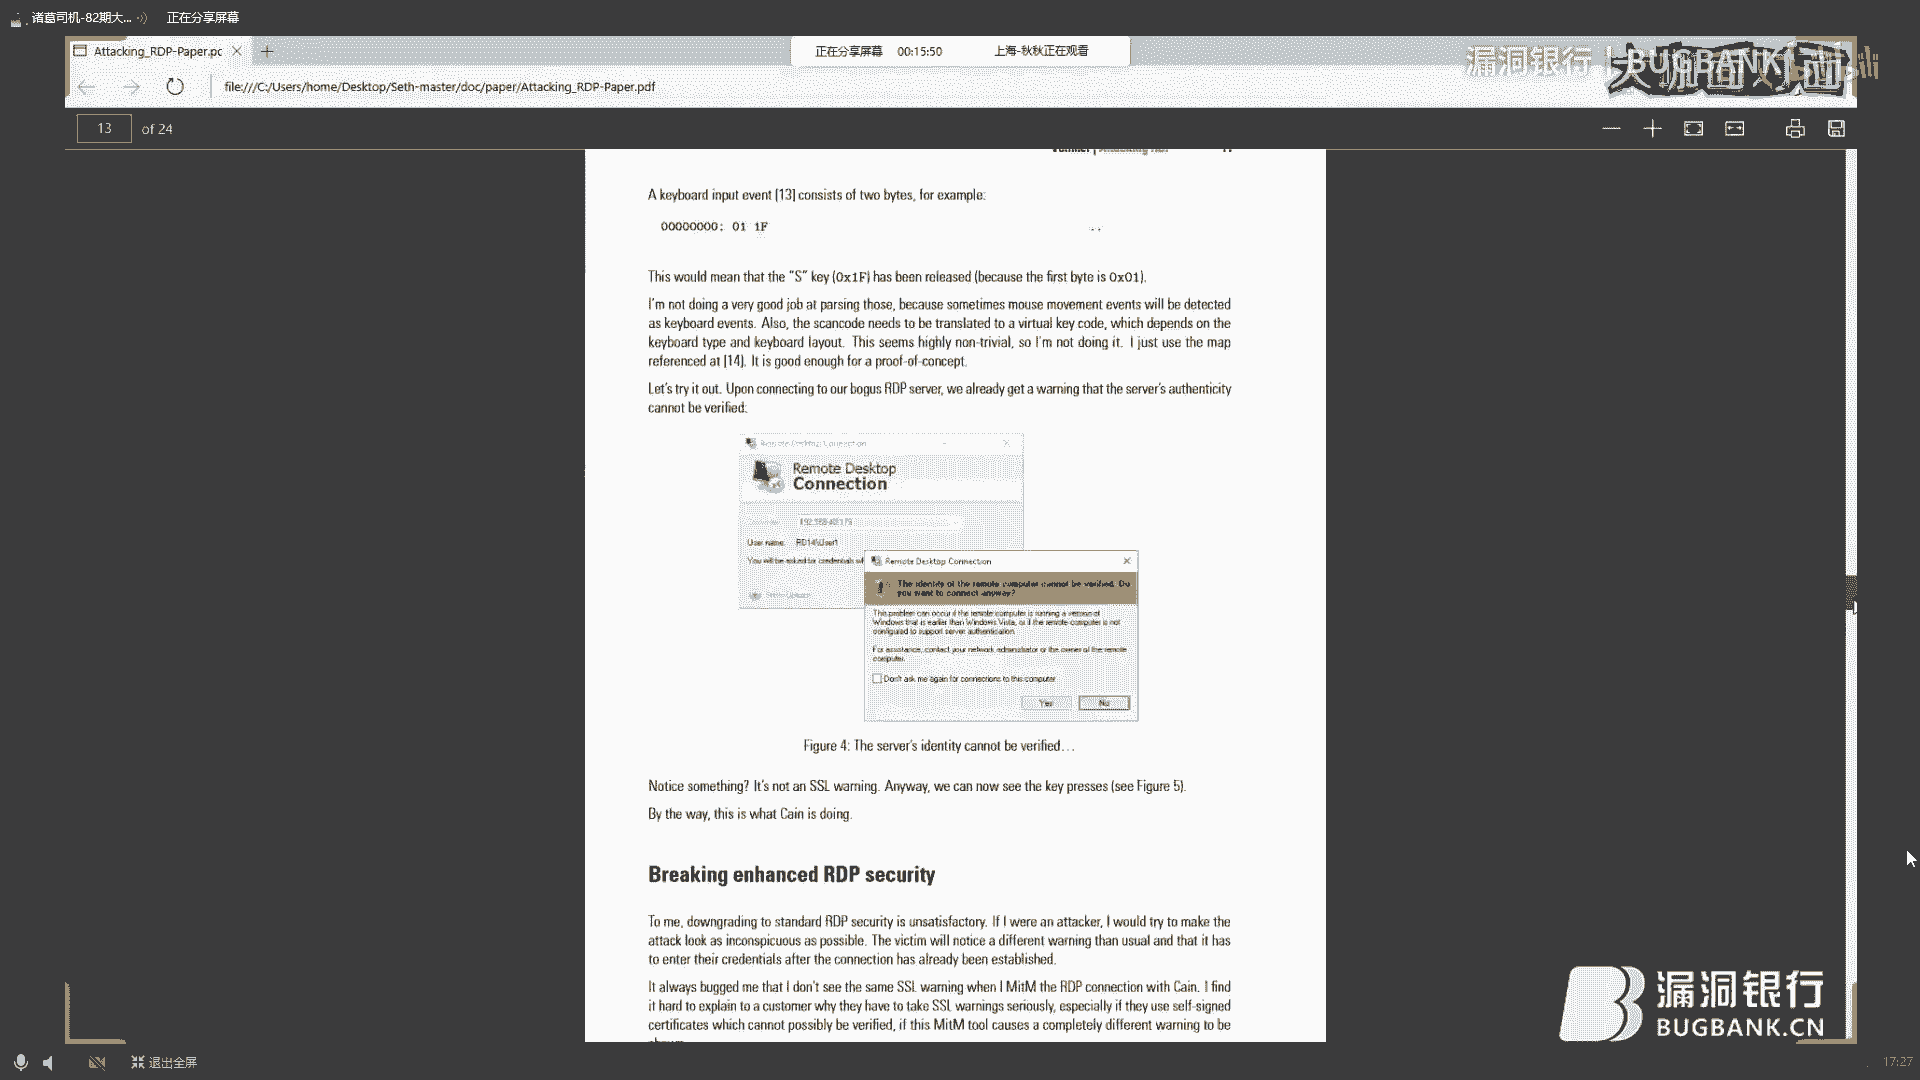 诸葛司机-82期大... 正在分享屏幕
Attacking_RDP-Paper.pc
正在分享屏幕 00:15:50 上海-秋秋正在观看
漏洞银行 | BUGBANK
file:///C:/Users/home/Desktop/Seth-master/doc/paper/Attacking_RDP-Paper.pdf
13 of 24
A keyboard input event [13] consists of two bytes, for example:
00000000: 01 1F ..
This would mean that the “S” key (0x1F) has been released (because the first byte is 0x01).
I'm not doing a very good job at parsing those, because sometimes mouse movement events will be detected
as keyboard events. Also, the scancode needs to be translated to a virtual key code, which depends on the
keyboard type and keyboard layout. This seems highly non-trivial, so I'm not doing it. I just use the map
referenced at [14]. It is good enough for a proof-of-concept.
Let's try it out. Upon connecting to our bogus RDP server, we already get a warning that the server's authenticity
cannot be verified:
Remote Desktop Connection
Remote Desktop
Connection
User name: RD14\User1
You will be asked for credentials
Remote Desktop Connection
The identity of the remote computer cannot be verified. Do
you want to connect anyway?
This problem can occur if the remote computer is running a version of
Windows that is earlier than Windows Vista, or if the remote computer is not
configured to support server authentication.
For assistance, contact your network administrator or the owner of the remote
computer.
Don't ask me again for connections to this computer
Yes No
Figure 4: The server's identity cannot be verified…
Notice something? It's not an SSL warning. Anyway, we can now see the key presses (see Figure 5).
By the way, this is what Cain is doing.
Breaking enhanced RDP security
To me, downgrading to standard RDP security is unsatisfactory. If I were an attacker, I would try to make the
attack look as inconspicuous as possible. The victim will notice a different warning than usual and that it has
to enter their credentials after the connection has already been established.
It always bugged me that I don't see the same SSL warning when I MitM the RDP connection with Cain. I find
it hard to explain to a customer why they have to take SSL warnings seriously, especially if they use self-signed
certificates which cannot possibly be verified, if this MitM tool causes a completely different warning to be
漏洞银行
BUGBANK.CN
退出全屏
17:27